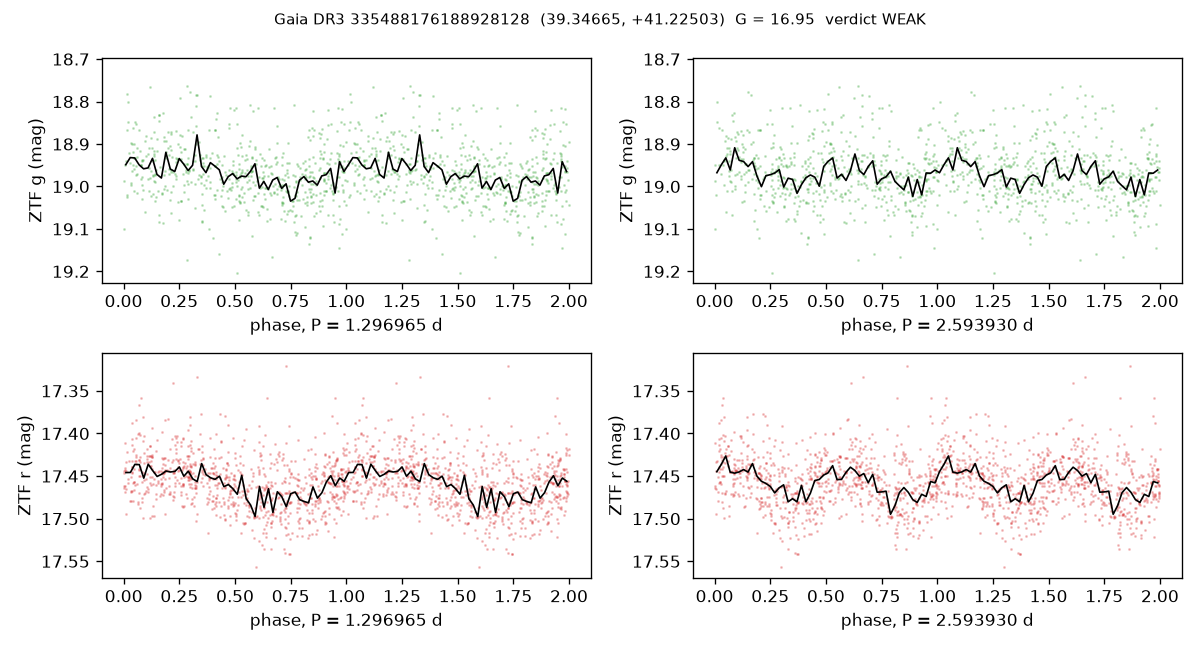 Gaia DR3 335488176188928128 (39.34665, +41.22503) G = 16.95 verdict WEAK
ZTF g (mag)
18.7
18.8
18.9
19.0
19.1
19.2
0.00 0.25 0.50 0.75 1.00 1.25 1.50 1.75 2.00
phase, P = 1.296965 d
ZTF g (mag)
18.7
18.8
18.9
19.0
19.1
19.2
0.00 0.25 0.50 0.75 1.00 1.25 1.50 1.75 2.00
phase, P = 2.593930 d
ZTF r (mag)
17.35
17.40
17.45
17.50
17.55
0.00 0.25 0.50 0.75 1.00 1.25 1.50 1.75 2.00
phase, P = 1.296965 d
ZTF r (mag)
17.35
17.40
17.45
17.50
17.55
0.00 0.25 0.50 0.75 1.00 1.25 1.50 1.75 2.00
phase, P = 2.593930 d